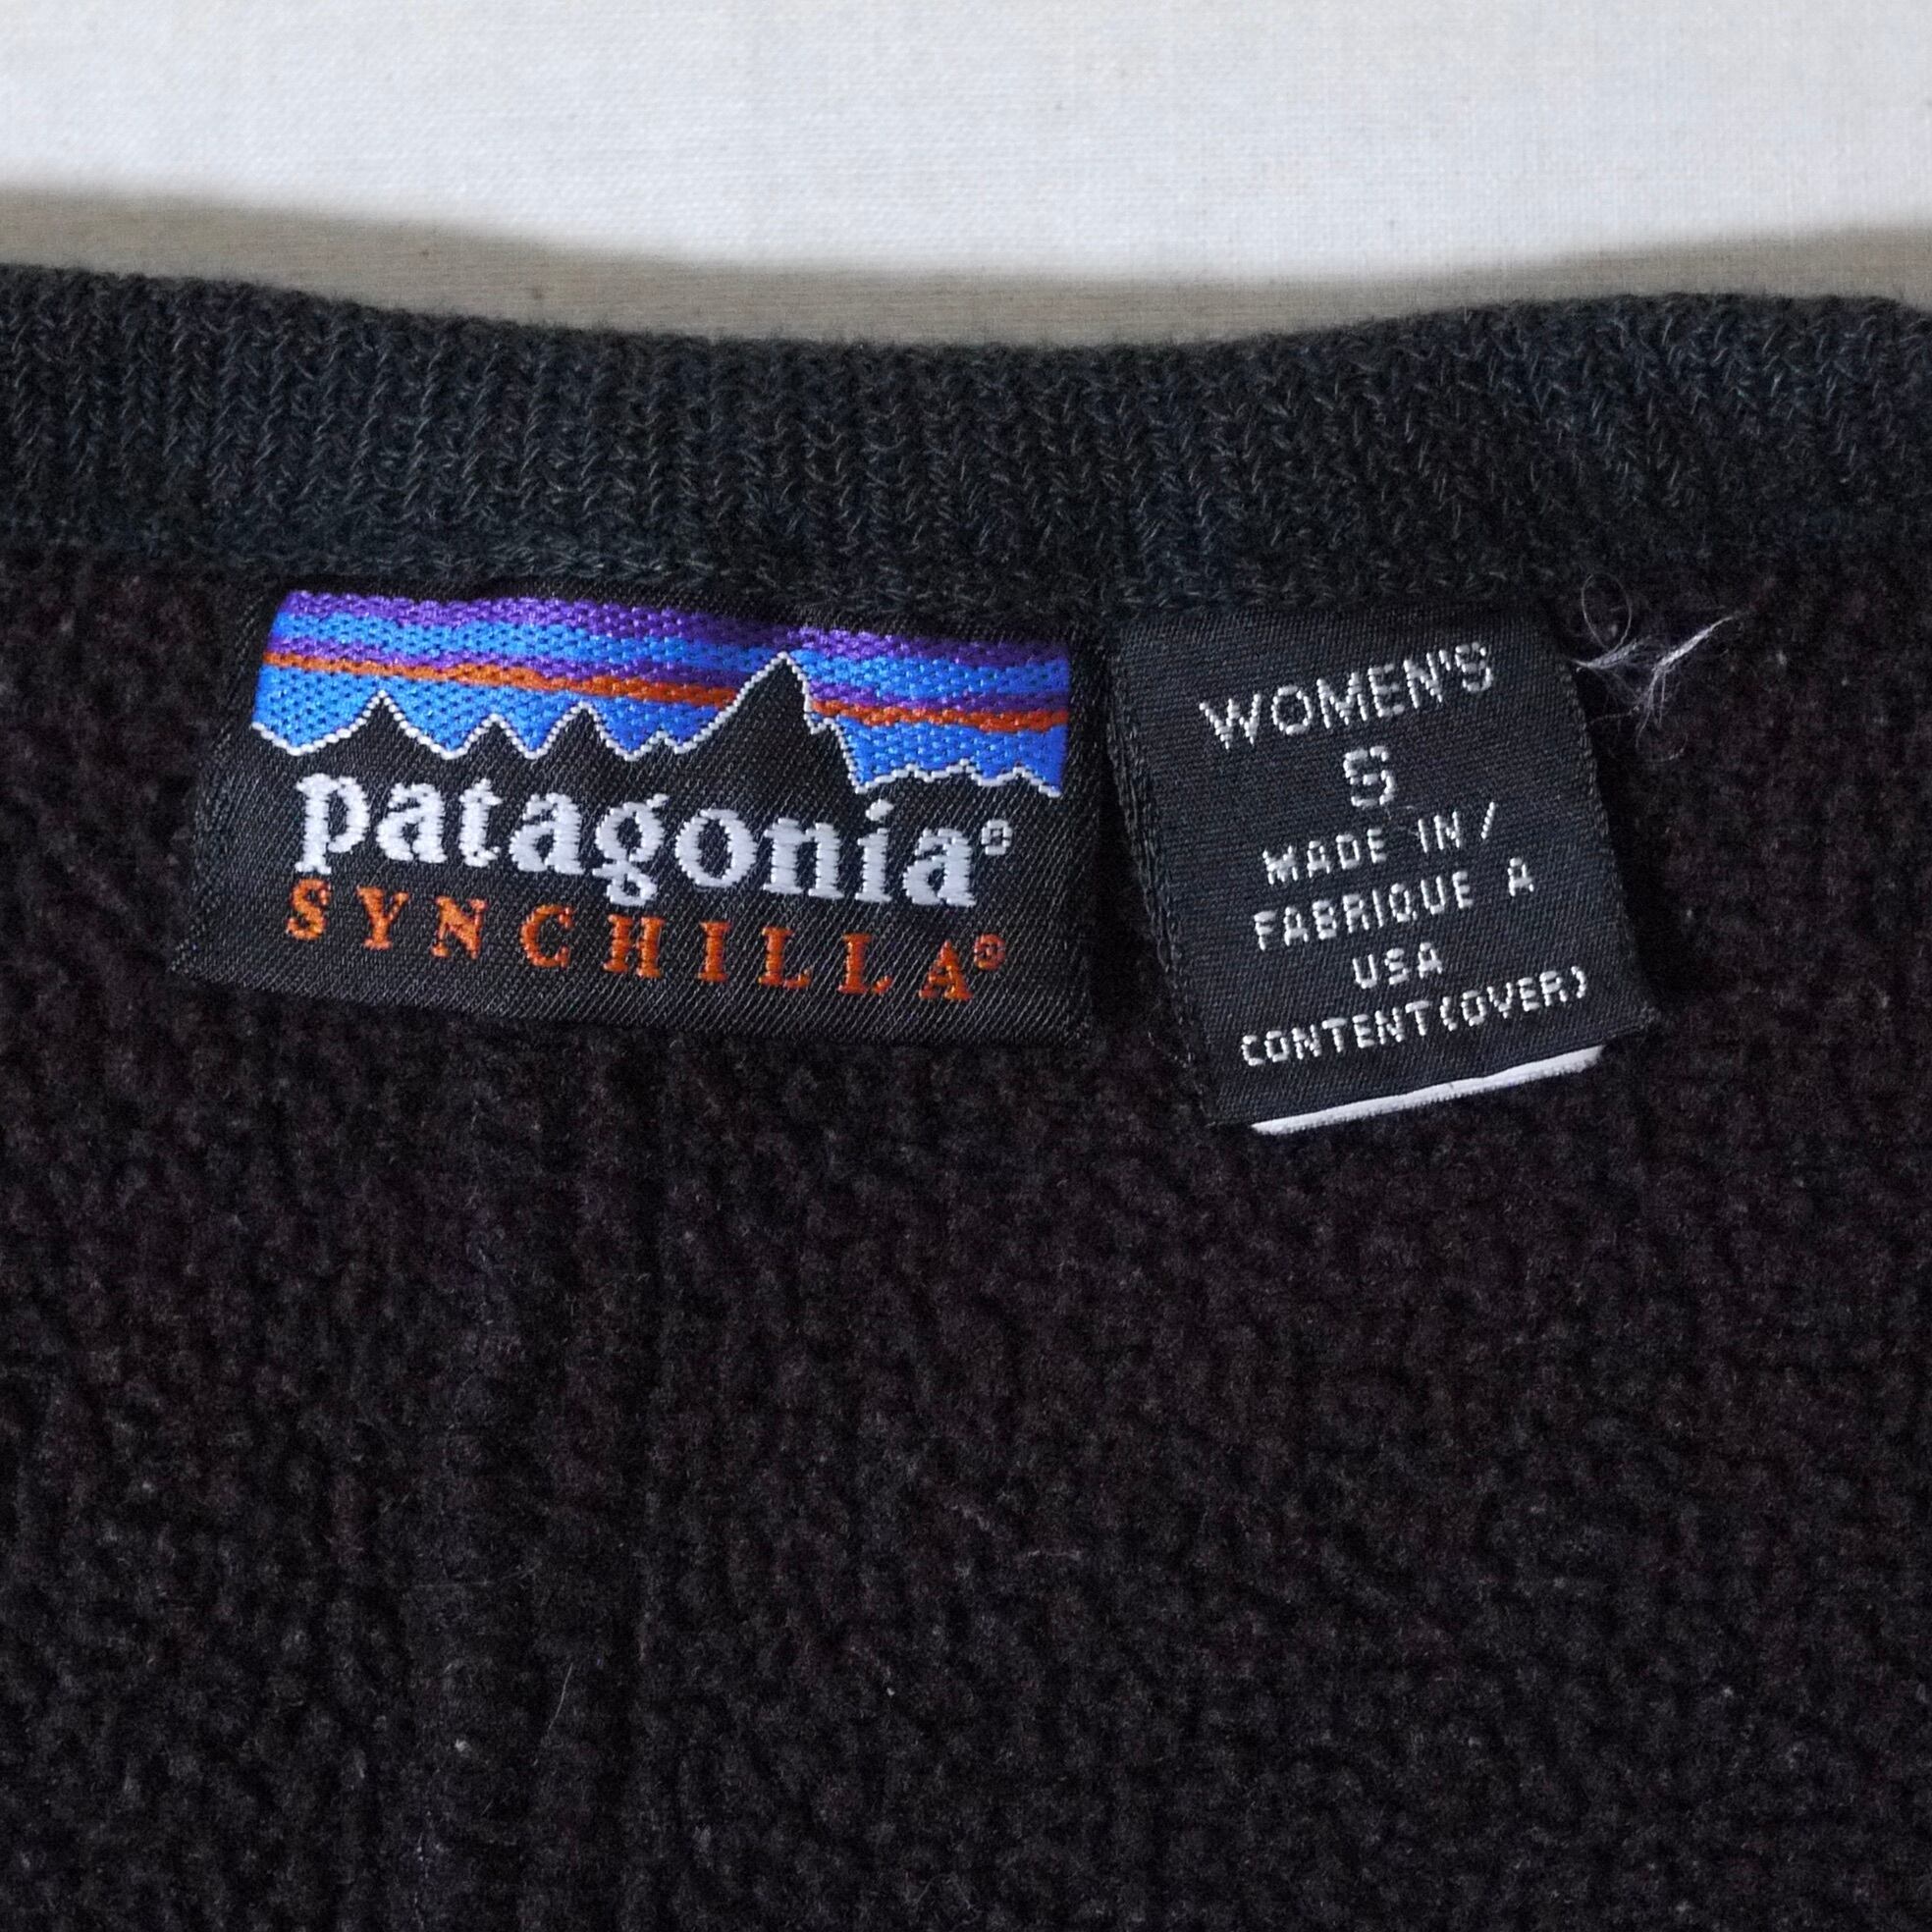 patagonia®
SYNCHILLA®
WOMEN'S
S
MADE IN /
FABRIQUE A
USA
CONTENT(OVER)